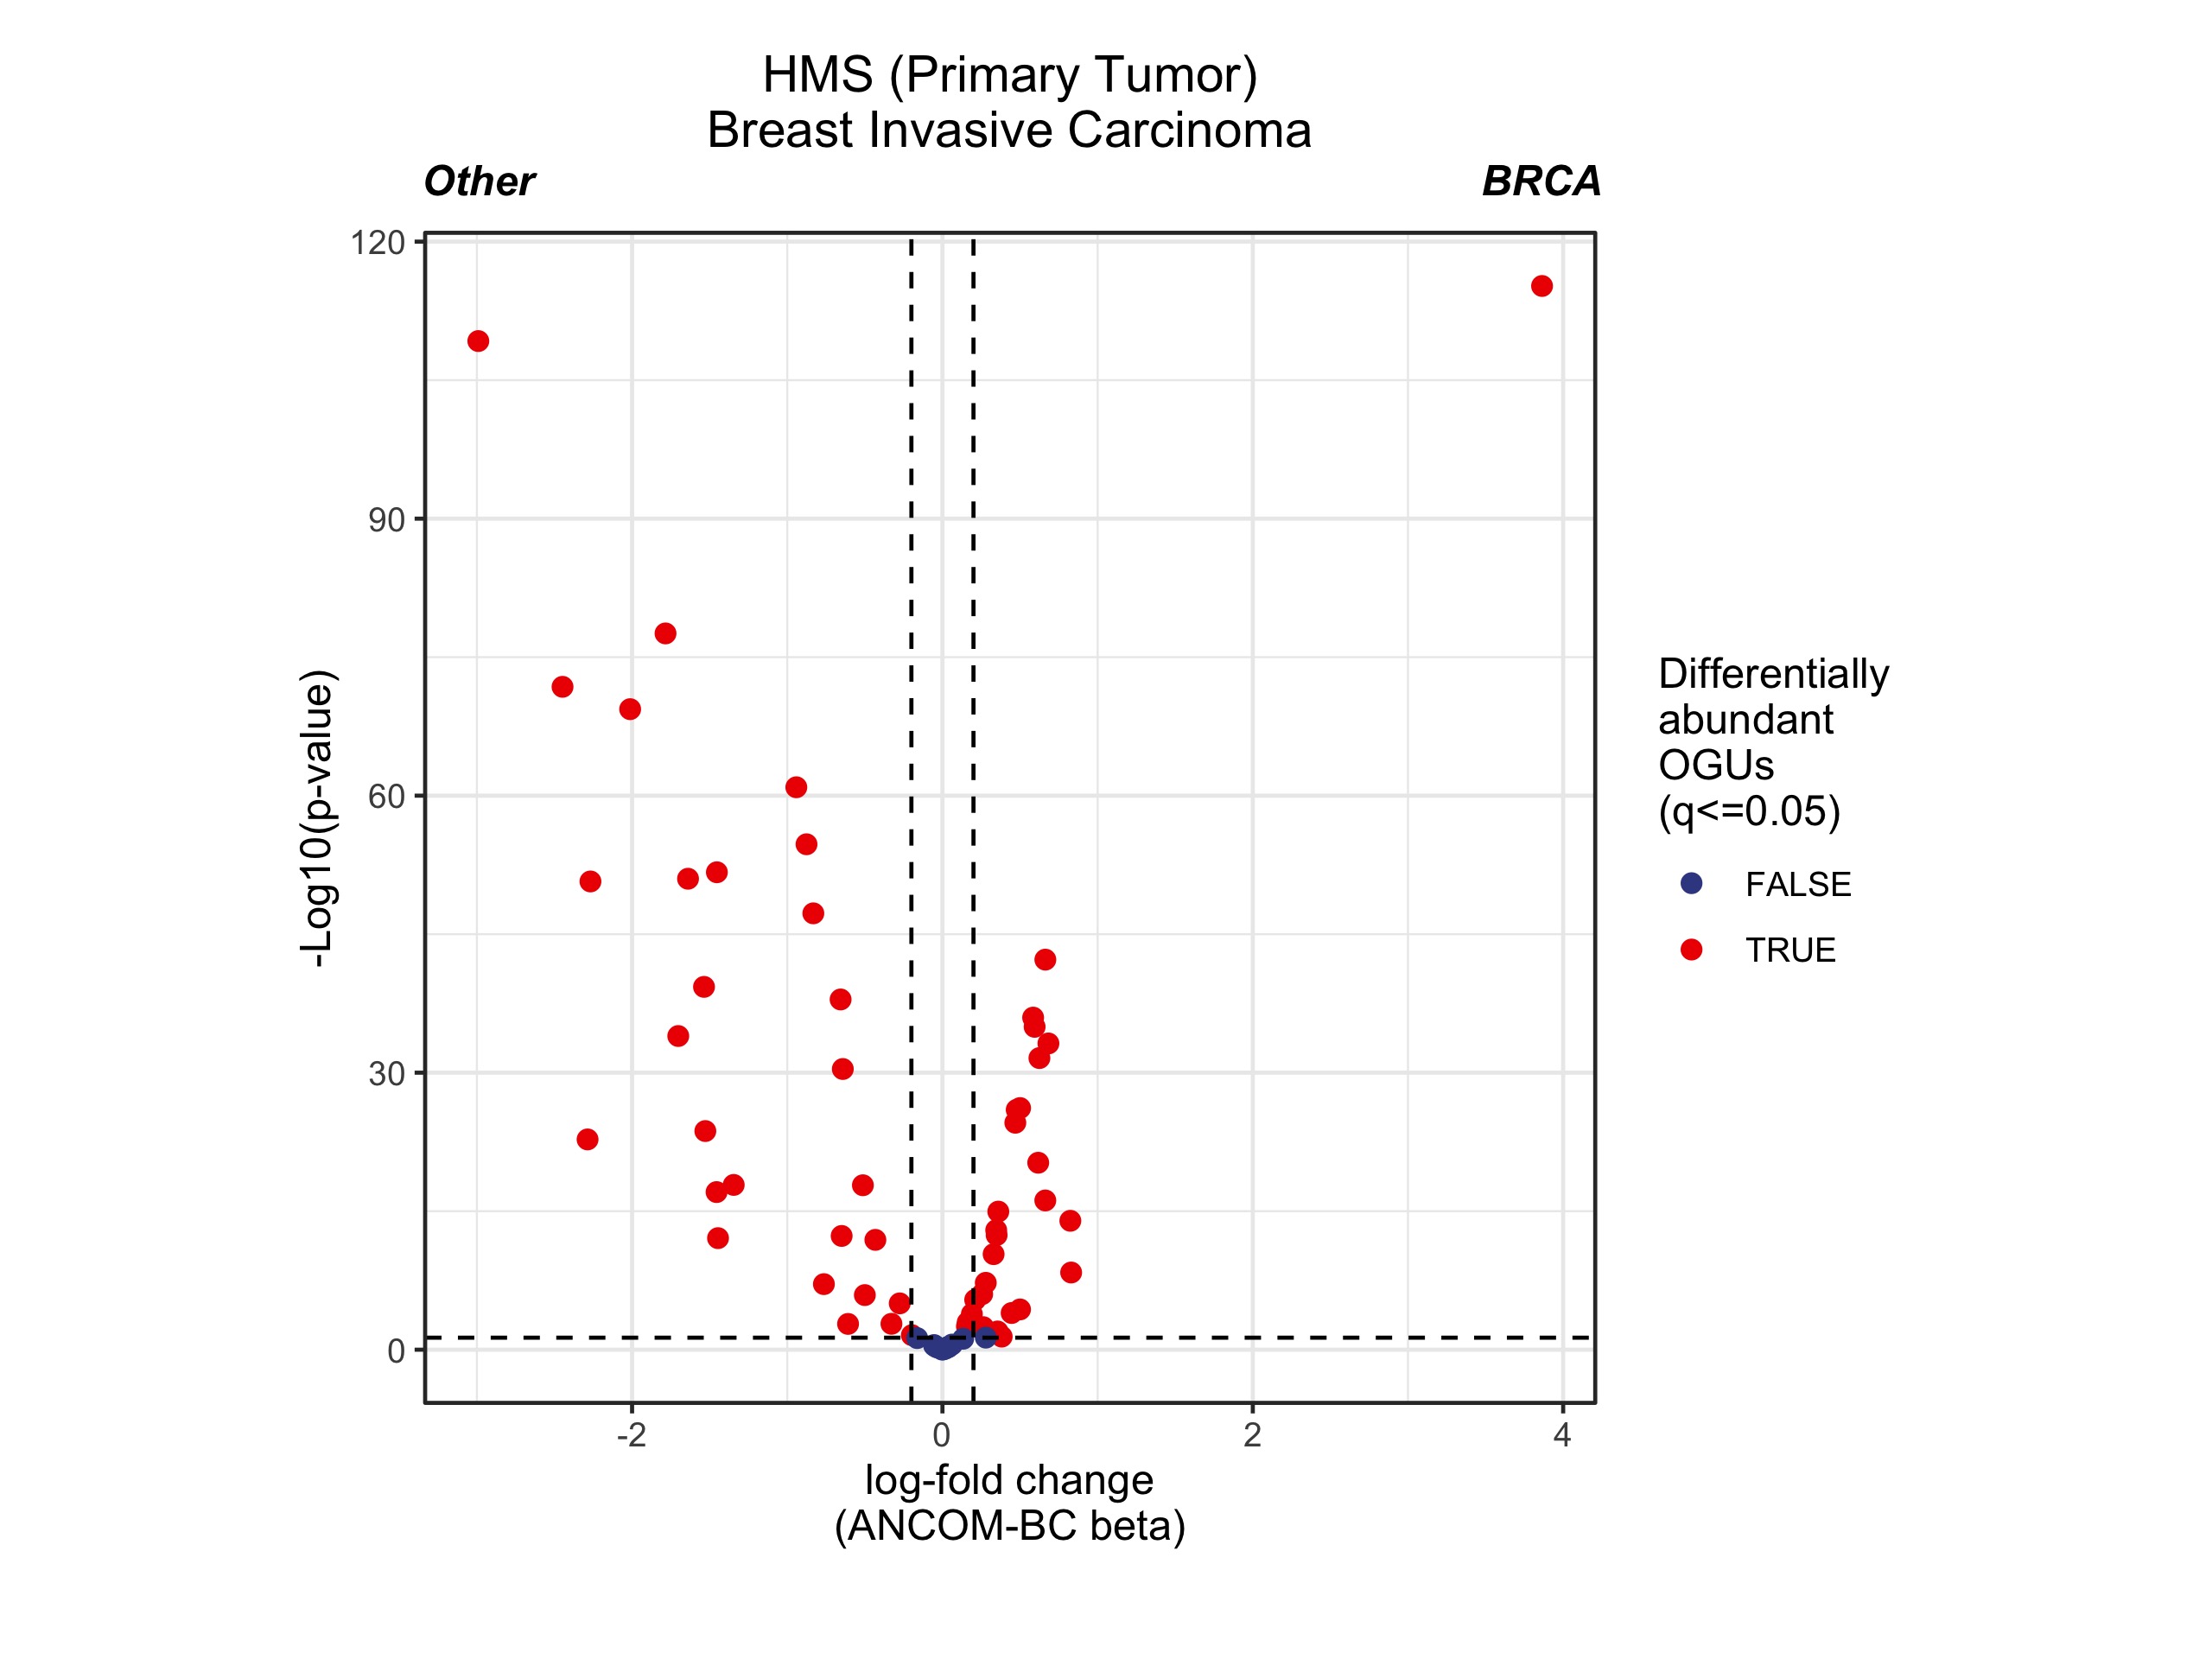 HMS (Primary Tumor)
Breast Invasive Carcinoma
Other
BRCA
120
90
60
30
0
-Log10(p-value)
-2
0
2
4
log-fold change
(ANCOM-BC beta)
Differentially
abundant
OGUs
(q<=0.05)
FALSE
TRUE